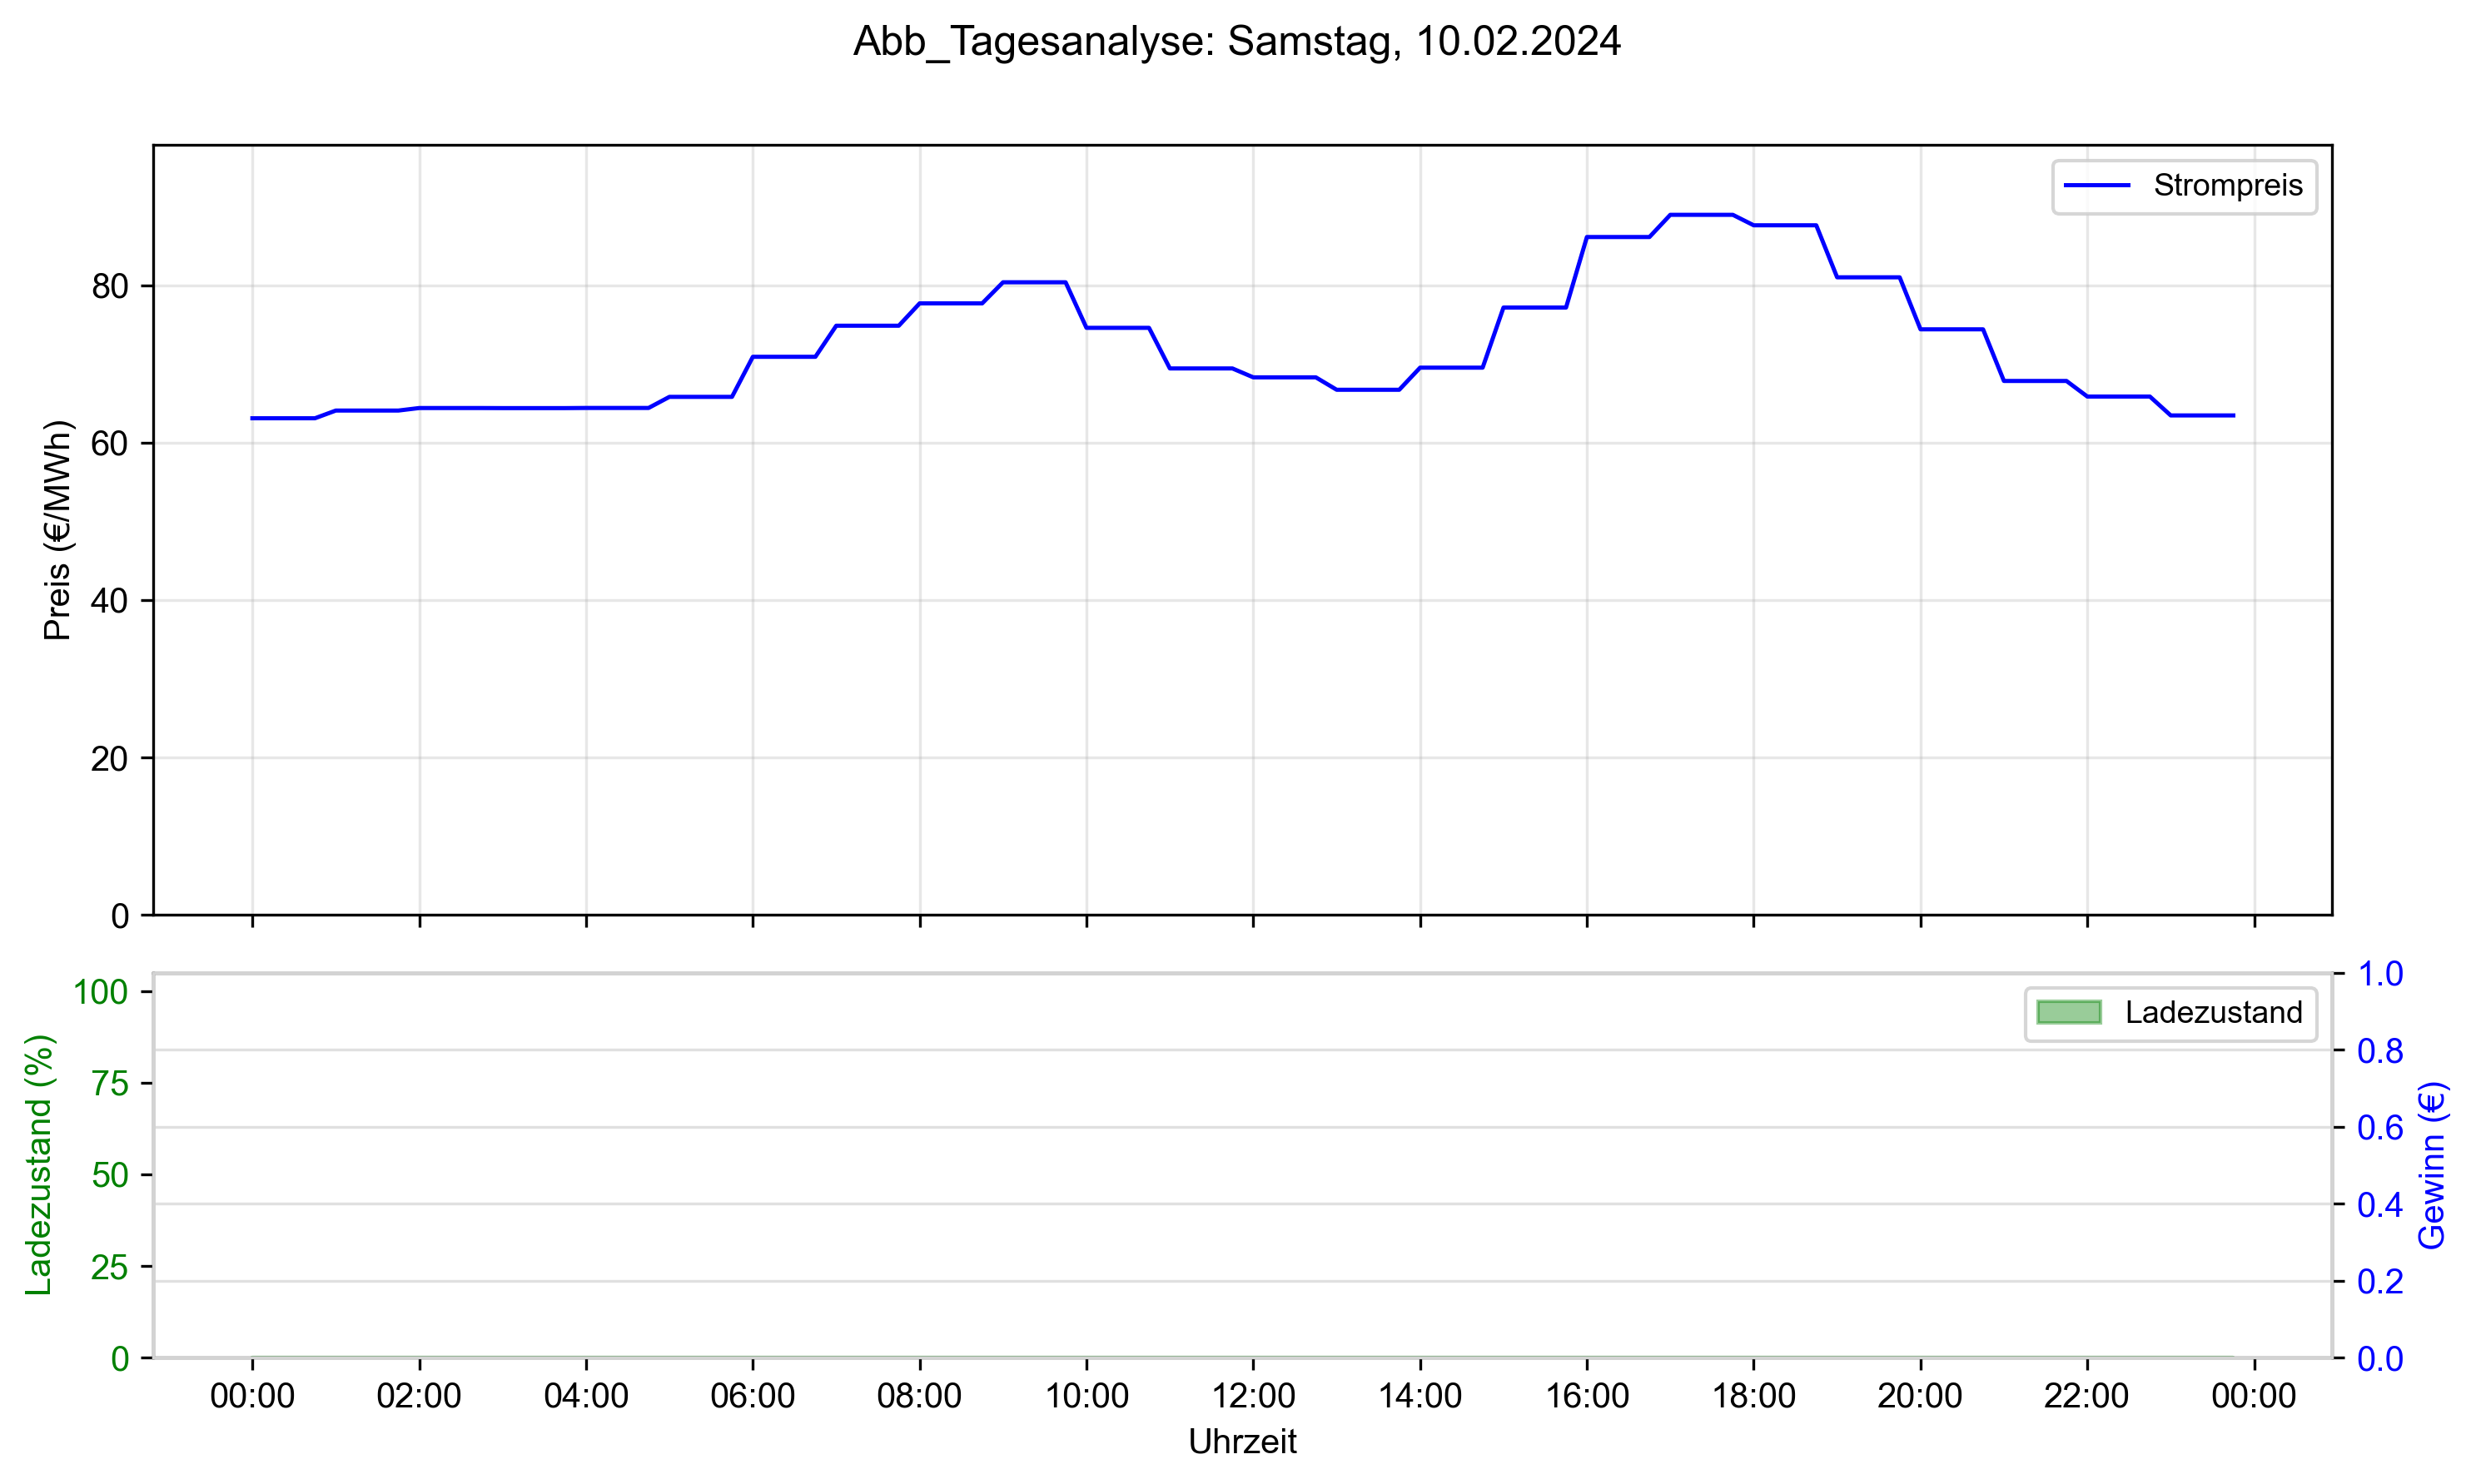 Abb_Tagesanalyse: Samstag, 10.02.2024
Strompreis
Preis (€/MWh)
80
60
40
20
0
Ladezustand
Ladezustand (%)
100
75
50
25
0
1.0
0.8
0.6
0.4
0.2
0.0
Gewinn (€)
00:00 02:00 04:00 06:00 08:00 10:00 12:00 14:00 16:00 18:00 20:00 22:00 00:00
Uhrzeit